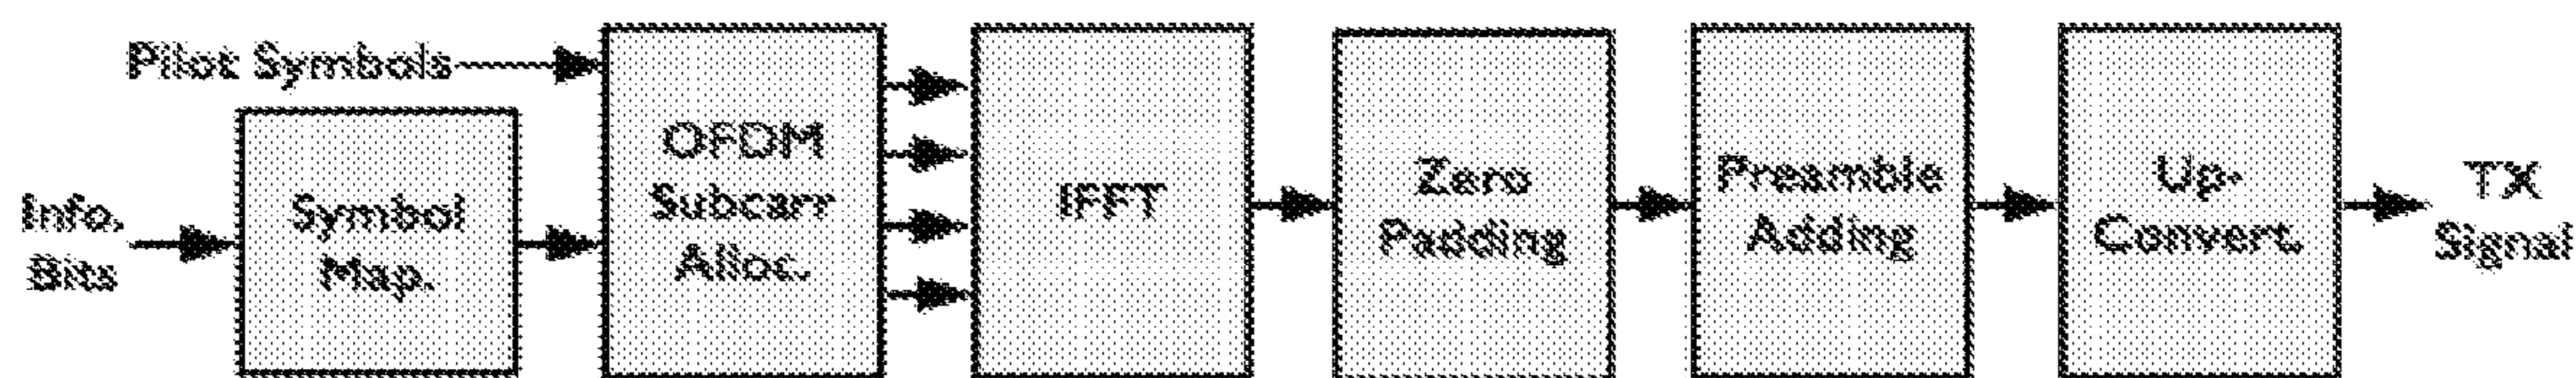 Pilot Symbols
Info.
Bits
Symbol
Map.
OFDM
Subcarr
Alloc.
IFFT
Zero
Padding
Preamble
Adding
Up-
Convert.
TX
Signal